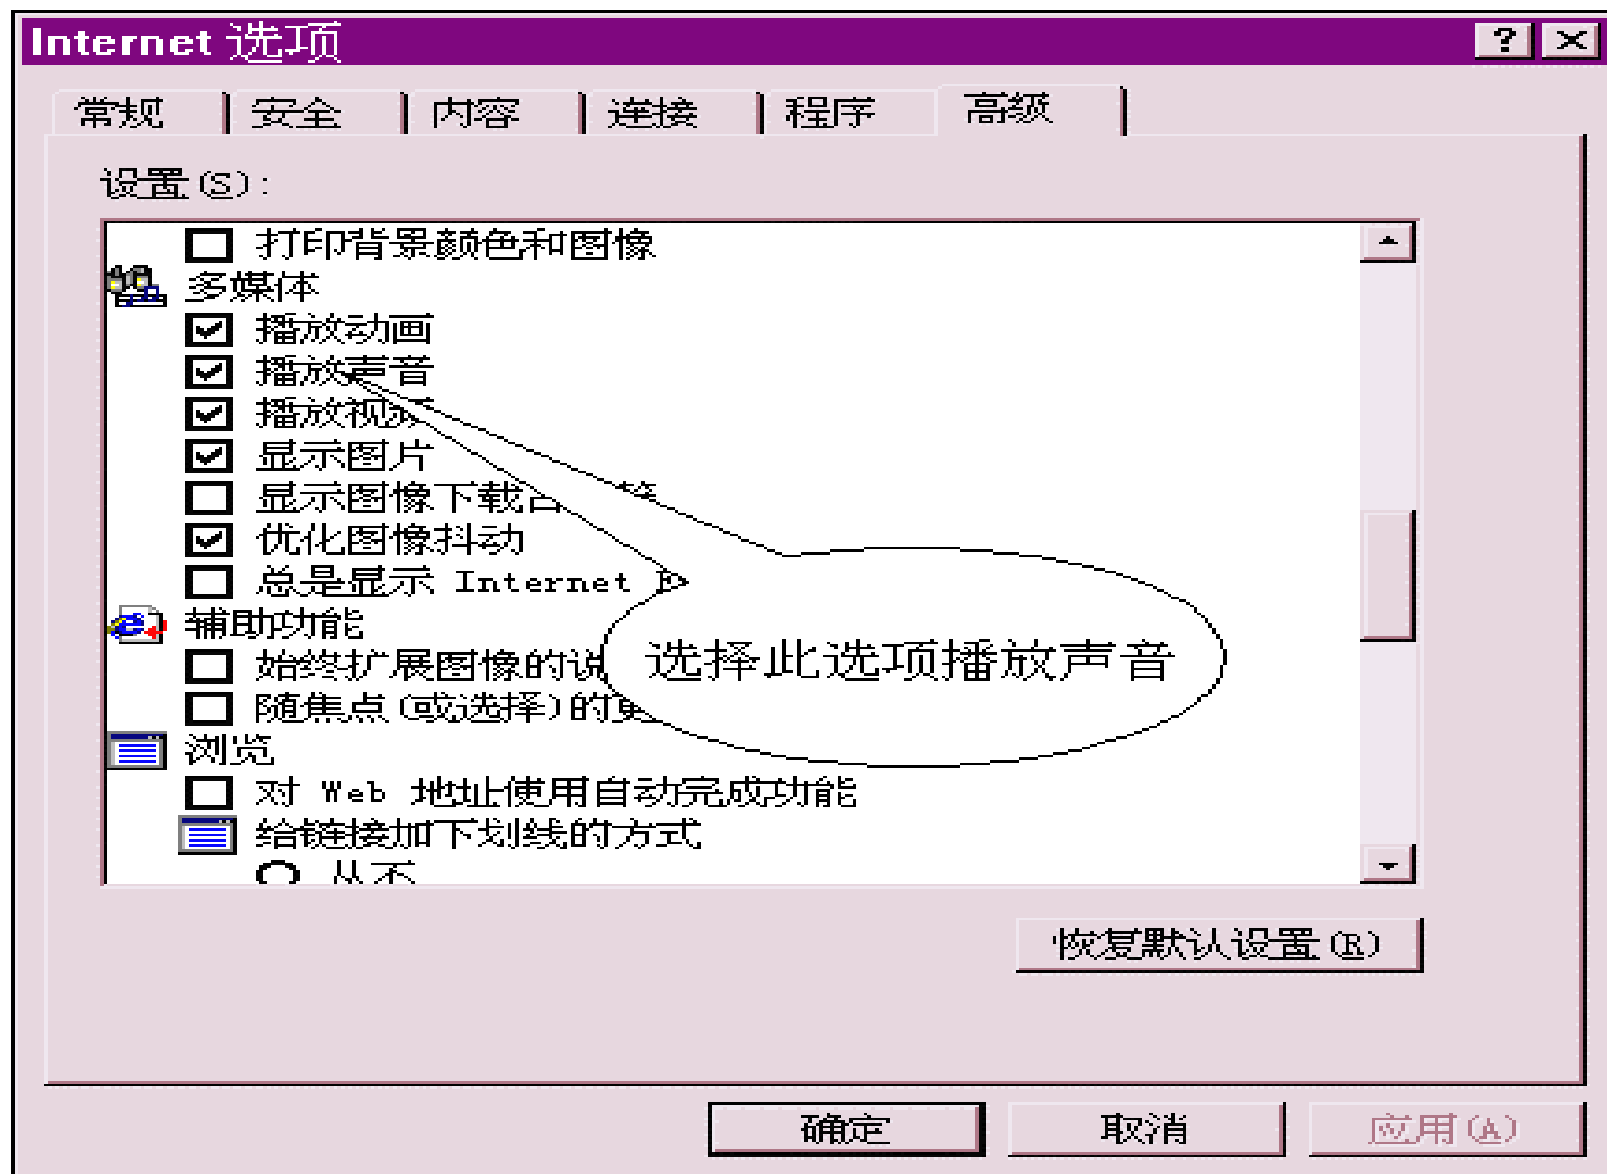 Internet 选项
常规 安全 内容 连接 程序 高级
设置(S):
打印背景颜色和图像
多媒体
播放动画
播放声音
播放视频
显示图片
显示图像下载占
优化图像抖动
总是显示 Internet
辅助功能
始终扩展图像的说
随焦点(或选择)的更
选择此选项播放声音
浏览
对 Web 地址使用自动完成功能
给链接加下划线的方式
从不
恢复默认设置(R)
确定 取消 应用(A)